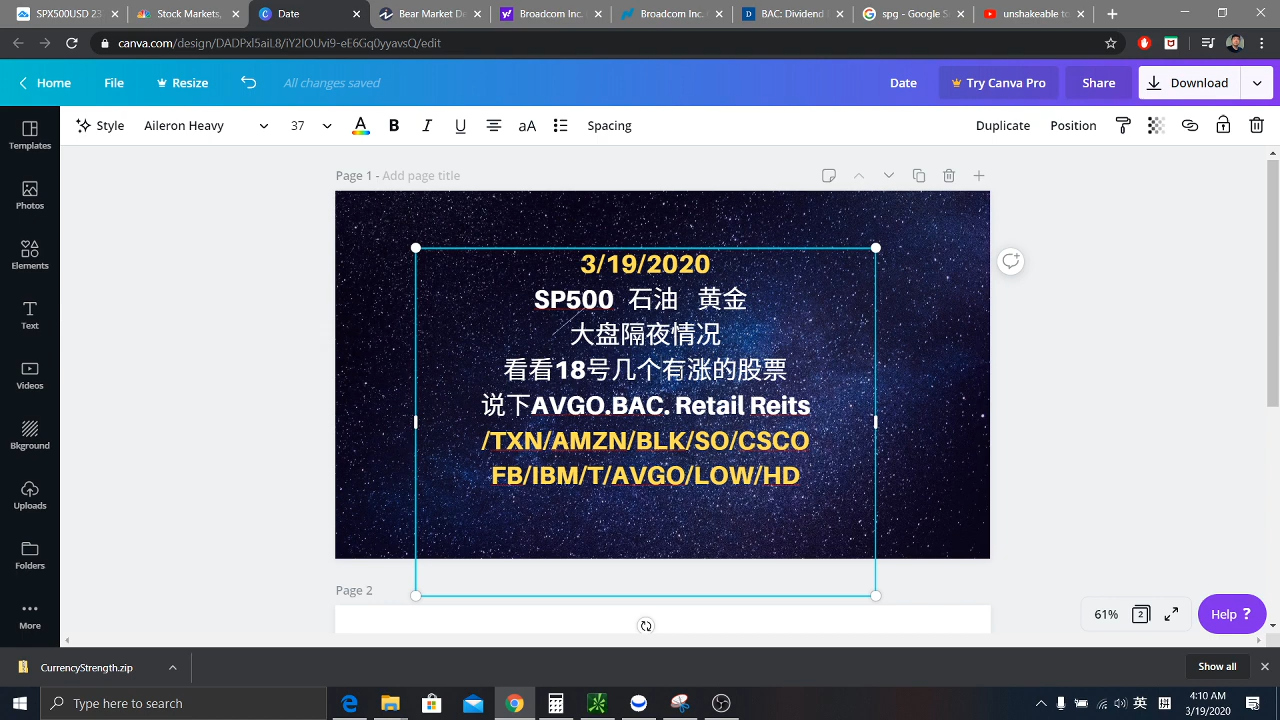 SPX500USD 23
Stock Markets,
Date
Bear Market De
Broadcom Inc.
Broadcom Inc. (
BAC: Dividend
spg - Google S
unshakeable to
canva.com/design/DADPxl5aiL8/iY2IOUvi9-eE6Gq0yyavsQ/edit
Home
File
Resize
All changes saved
Date
Try Canva Pro
Share
Download
Style
Aileron Heavy
37
A
B
I
U
aA
Spacing
Duplicate
Position
Templates
Photos
Elements
Text
Videos
Bkground
Uploads
Folders
More
Page 1 - Add page title
3/19/2020
SP500 石油 黄金
大盘隔夜情况
看看18号几个有涨的股票
说下AVGO.BAC. Retail Reits
/TXN/AMZN/BLK/SO/CSCO
FB/IBM/T/AVGO/LOW/HD
Page 2
61%
2
Help ?
CurrencyStrength.zip
Show all
Type here to search
英
拼
4:10 AM
3/19/2020